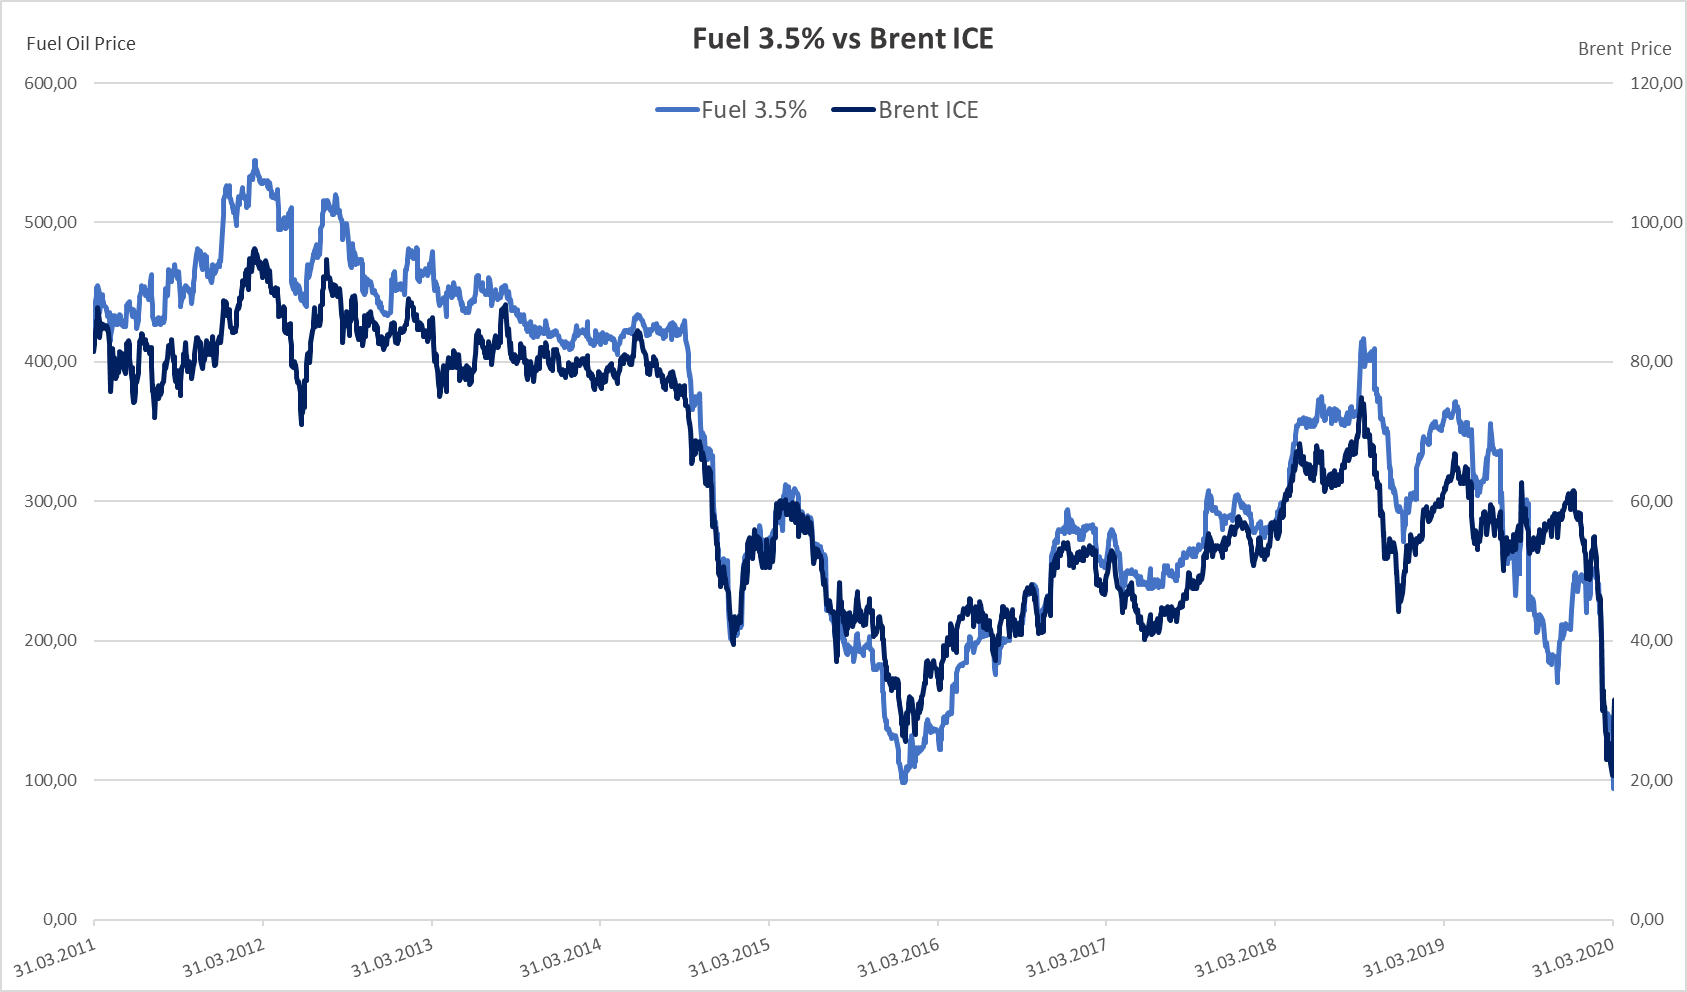 Fuel 3.5% vs Brent ICE
Fuel Oil Price
Brent Price
Fuel 3.5% Brent ICE
600,00 120,00
500,00 100,00
400,00 80,00
300,00 60,00
200,00 40,00
100,00 20,00
0,00 0,00
31.03.2011 31.03.2012 31.03.2013 31.03.2014 31.03.2015 31.03.2016 31.03.2017 31.03.2018 31.03.2019 31.03.2020